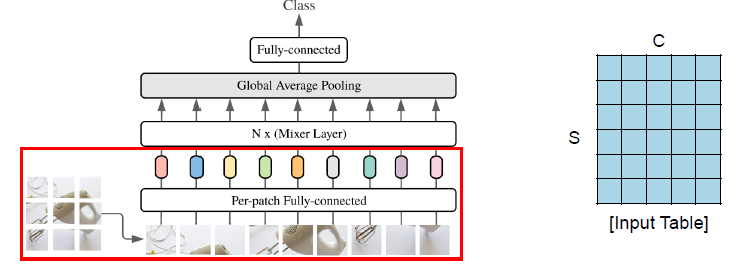 Class
Fully-connected
Global Average Pooling
N x (Mixer Layer)
Per-patch Fully-connected
C
S
[Input Table]